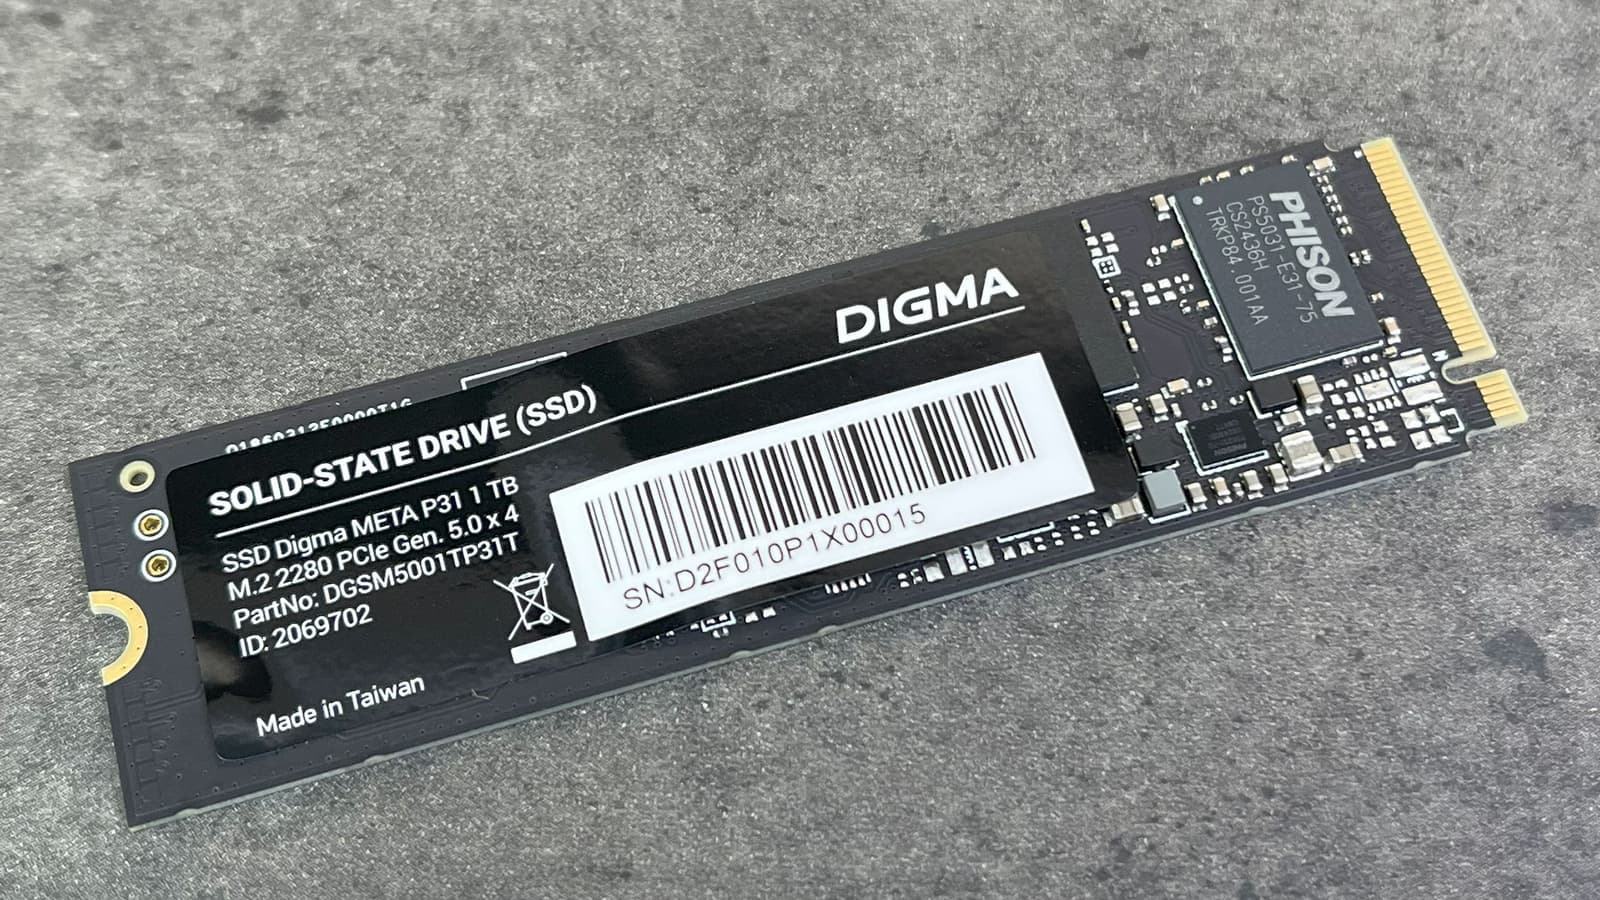 DIGMA
SOLID-STATE DRIVE (SSD)
SSD Digma META P31 1 TB
M.2 2280 PCIe Gen. 5.0 x 4
PartNo: DGSM5001TP31T
ID: 2069702
Made in Taiwan
SN:D2F010P1X00015
PHISON
PS5031-E31-75
CS2436H
TRKP84.001AA